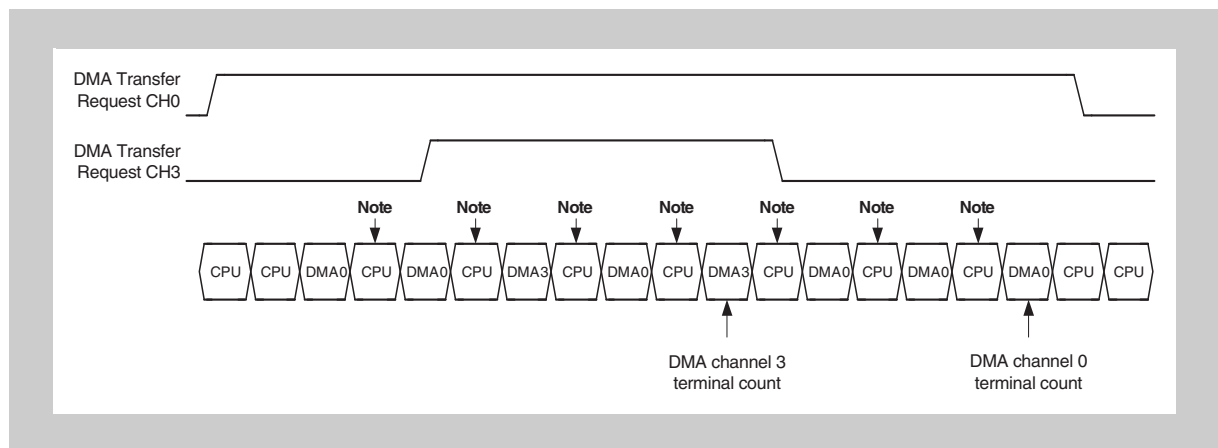 DMA Transfer
Request CH0
DMA Transfer
Request CH3
Note Note Note Note Note Note Note
CPU CPU DMA0 CPU DMA0 CPU DMA3 CPU DMA0 CPU DMA3 CPU DMA0 CPU DMA0 CPU DMA0 CPU CPU
DMA channel 3
terminal count
DMA channel 0
terminal count